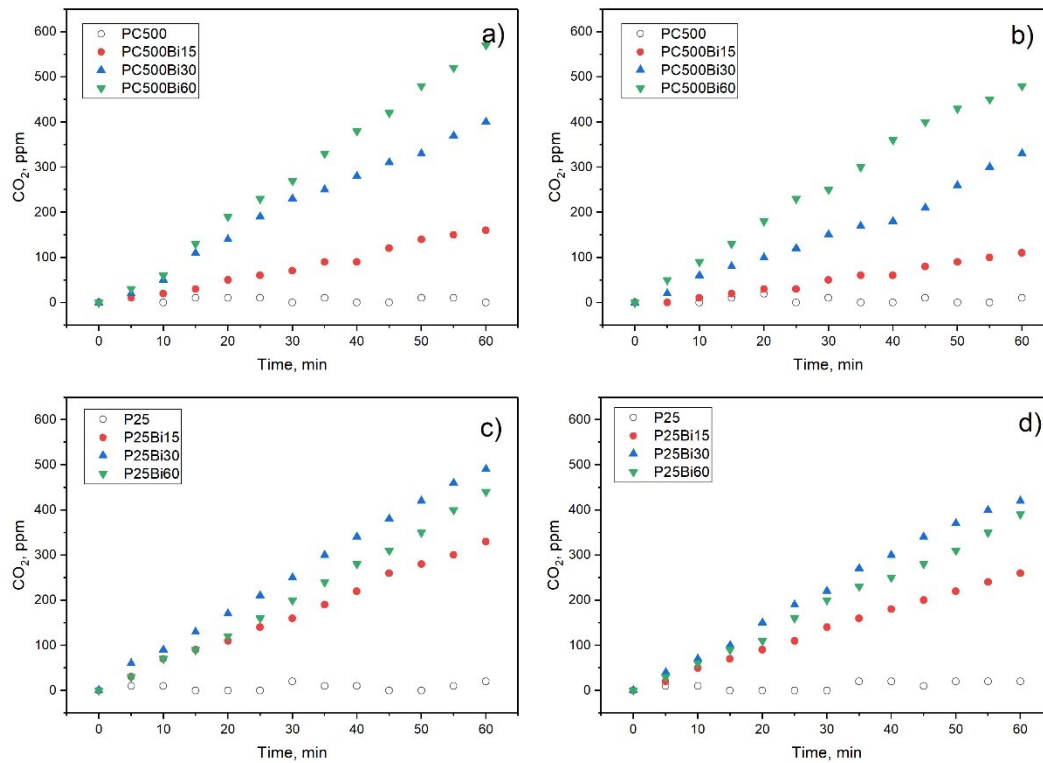 a)
PC500
PC500Bi15
PC500Bi30
PC500Bi60
600
500
400
300
200
100
0
CO₂, ppm
0 10 20 30 40 50 60
Time, min
b)
PC500
PC500Bi15
PC500Bi30
PC500Bi60
600
500
400
300
200
100
0
CO₂, ppm
0 10 20 30 40 50 60
Time, min
c)
P25
P25Bi15
P25Bi30
P25Bi60
600
500
400
300
200
100
0
CO₂, ppm
0 10 20 30 40 50 60
Time, min
d)
P25
P25Bi15
P25Bi30
P25Bi60
600
500
400
300
200
100
0
CO₂, ppm
0 10 20 30 40 50 60
Time, min